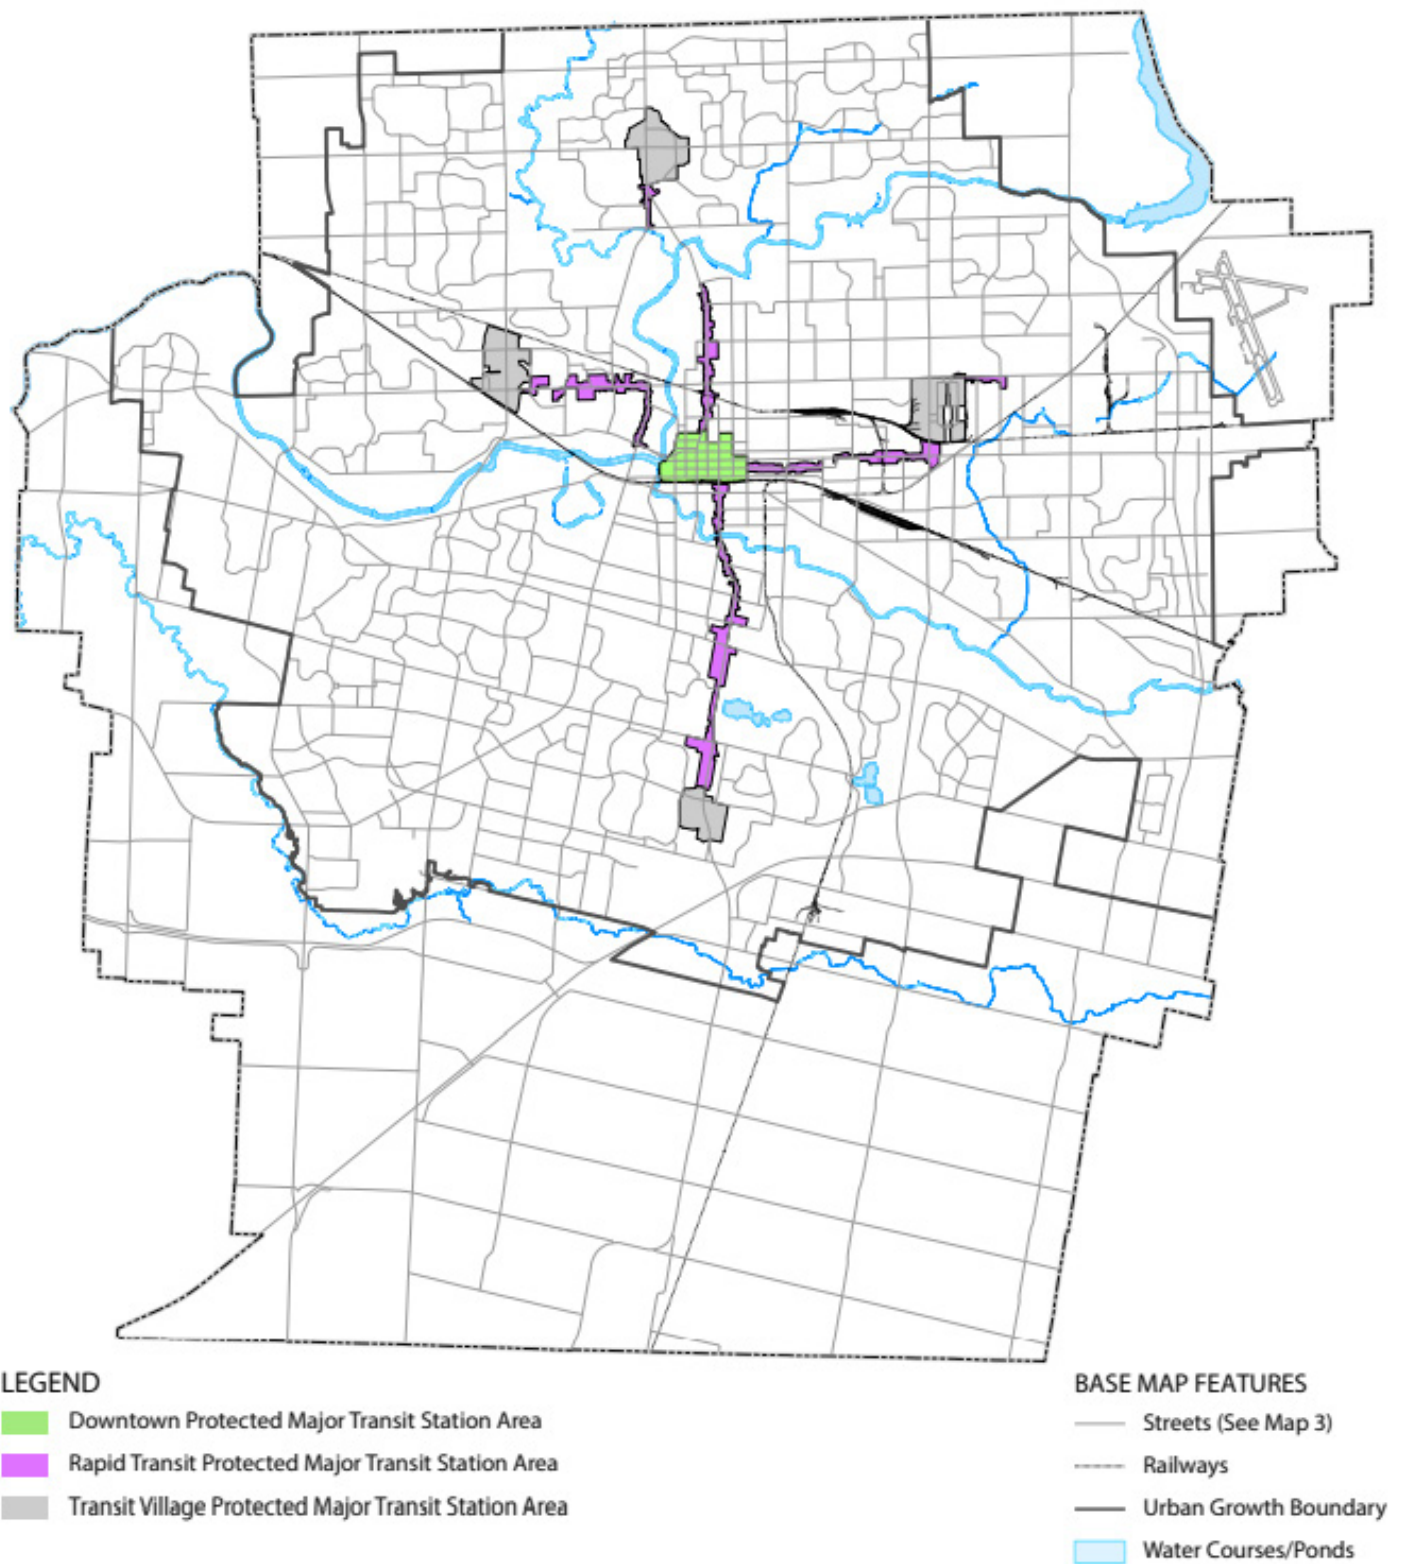 LEGEND
Downtown Protected Major Transit Station Area
Rapid Transit Protected Major Transit Station Area
Transit Village Protected Major Transit Station Area
BASE MAP FEATURES
Streets (See Map 3)
Railways
Urban Growth Boundary
Water Courses/Ponds